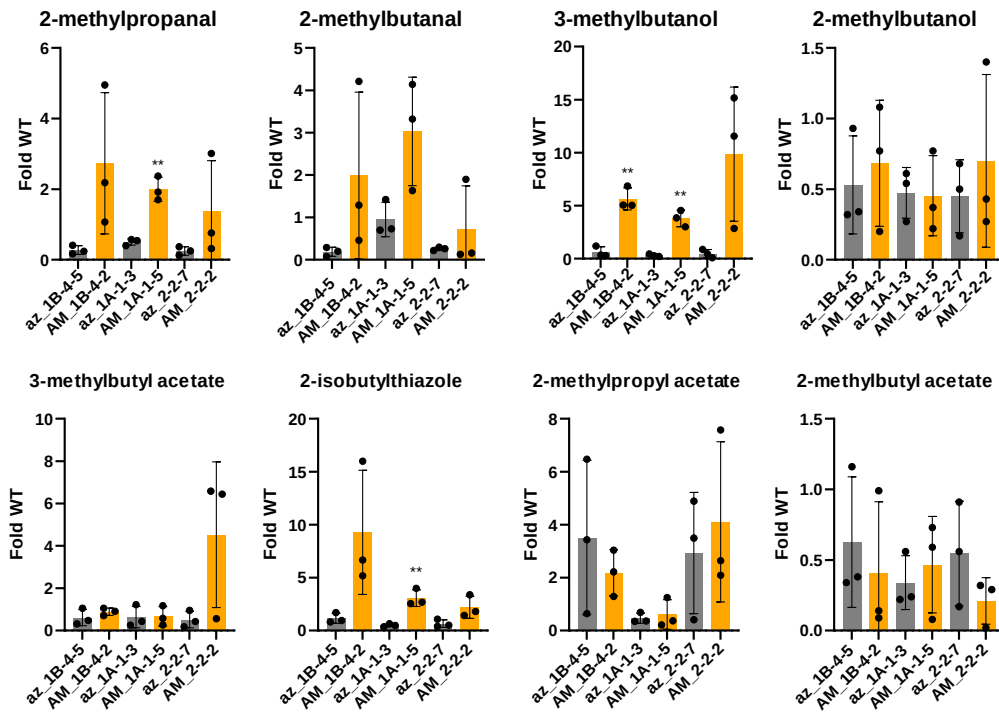 2-methylpropanal
Fold WT
6
4
2
0
**
az_1B-4-5
AM_1B-4-2
az_1A-1-3
AM_1A-1-5
az_2-2-7
AM_2-2-2
2-methylbutanal
Fold WT
5
4
3
2
1
0
az_1B-4-5
AM_1B-4-2
az_1A-1-3
AM_1A-1-5
az_2-2-7
AM_2-2-2
3-methylbutanol
Fold WT
20
15
10
5
0
**
**
az_1B-4-5
AM_1B-4-2
az_1A-1-3
AM_1A-1-5
az_2-2-7
AM_2-2-2
2-methylbutanol
Fold WT
1.5
1.0
0.5
0.0
az_1B-4-5
AM_1B-4-2
az_1A-1-3
AM_1A-1-5
az_2-2-7
AM_2-2-2
3-methylbutyl acetate
Fold WT
10
8
6
4
2
0
az_1B-4-5
AM_1B-4-2
az_1A-1-3
AM_1A-1-5
az_2-2-7
AM_2-2-2
2-isobutylthiazole
Fold WT
20
15
10
5
0
**
az_1B-4-5
AM_1B-4-2
az_1A-1-3
AM_1A-1-5
az_2-2-7
AM_2-2-2
2-methylpropyl acetate
Fold WT
8
6
4
2
0
az_1B-4-5
AM_1B-4-2
az_1A-1-3
AM_1A-1-5
az_2-2-7
AM_2-2-2
2-methylbutyl acetate
Fold WT
1.5
1.0
0.5
0.0
az_1B-4-5
AM_1B-4-2
az_1A-1-3
AM_1A-1-5
az_2-2-7
AM_2-2-2